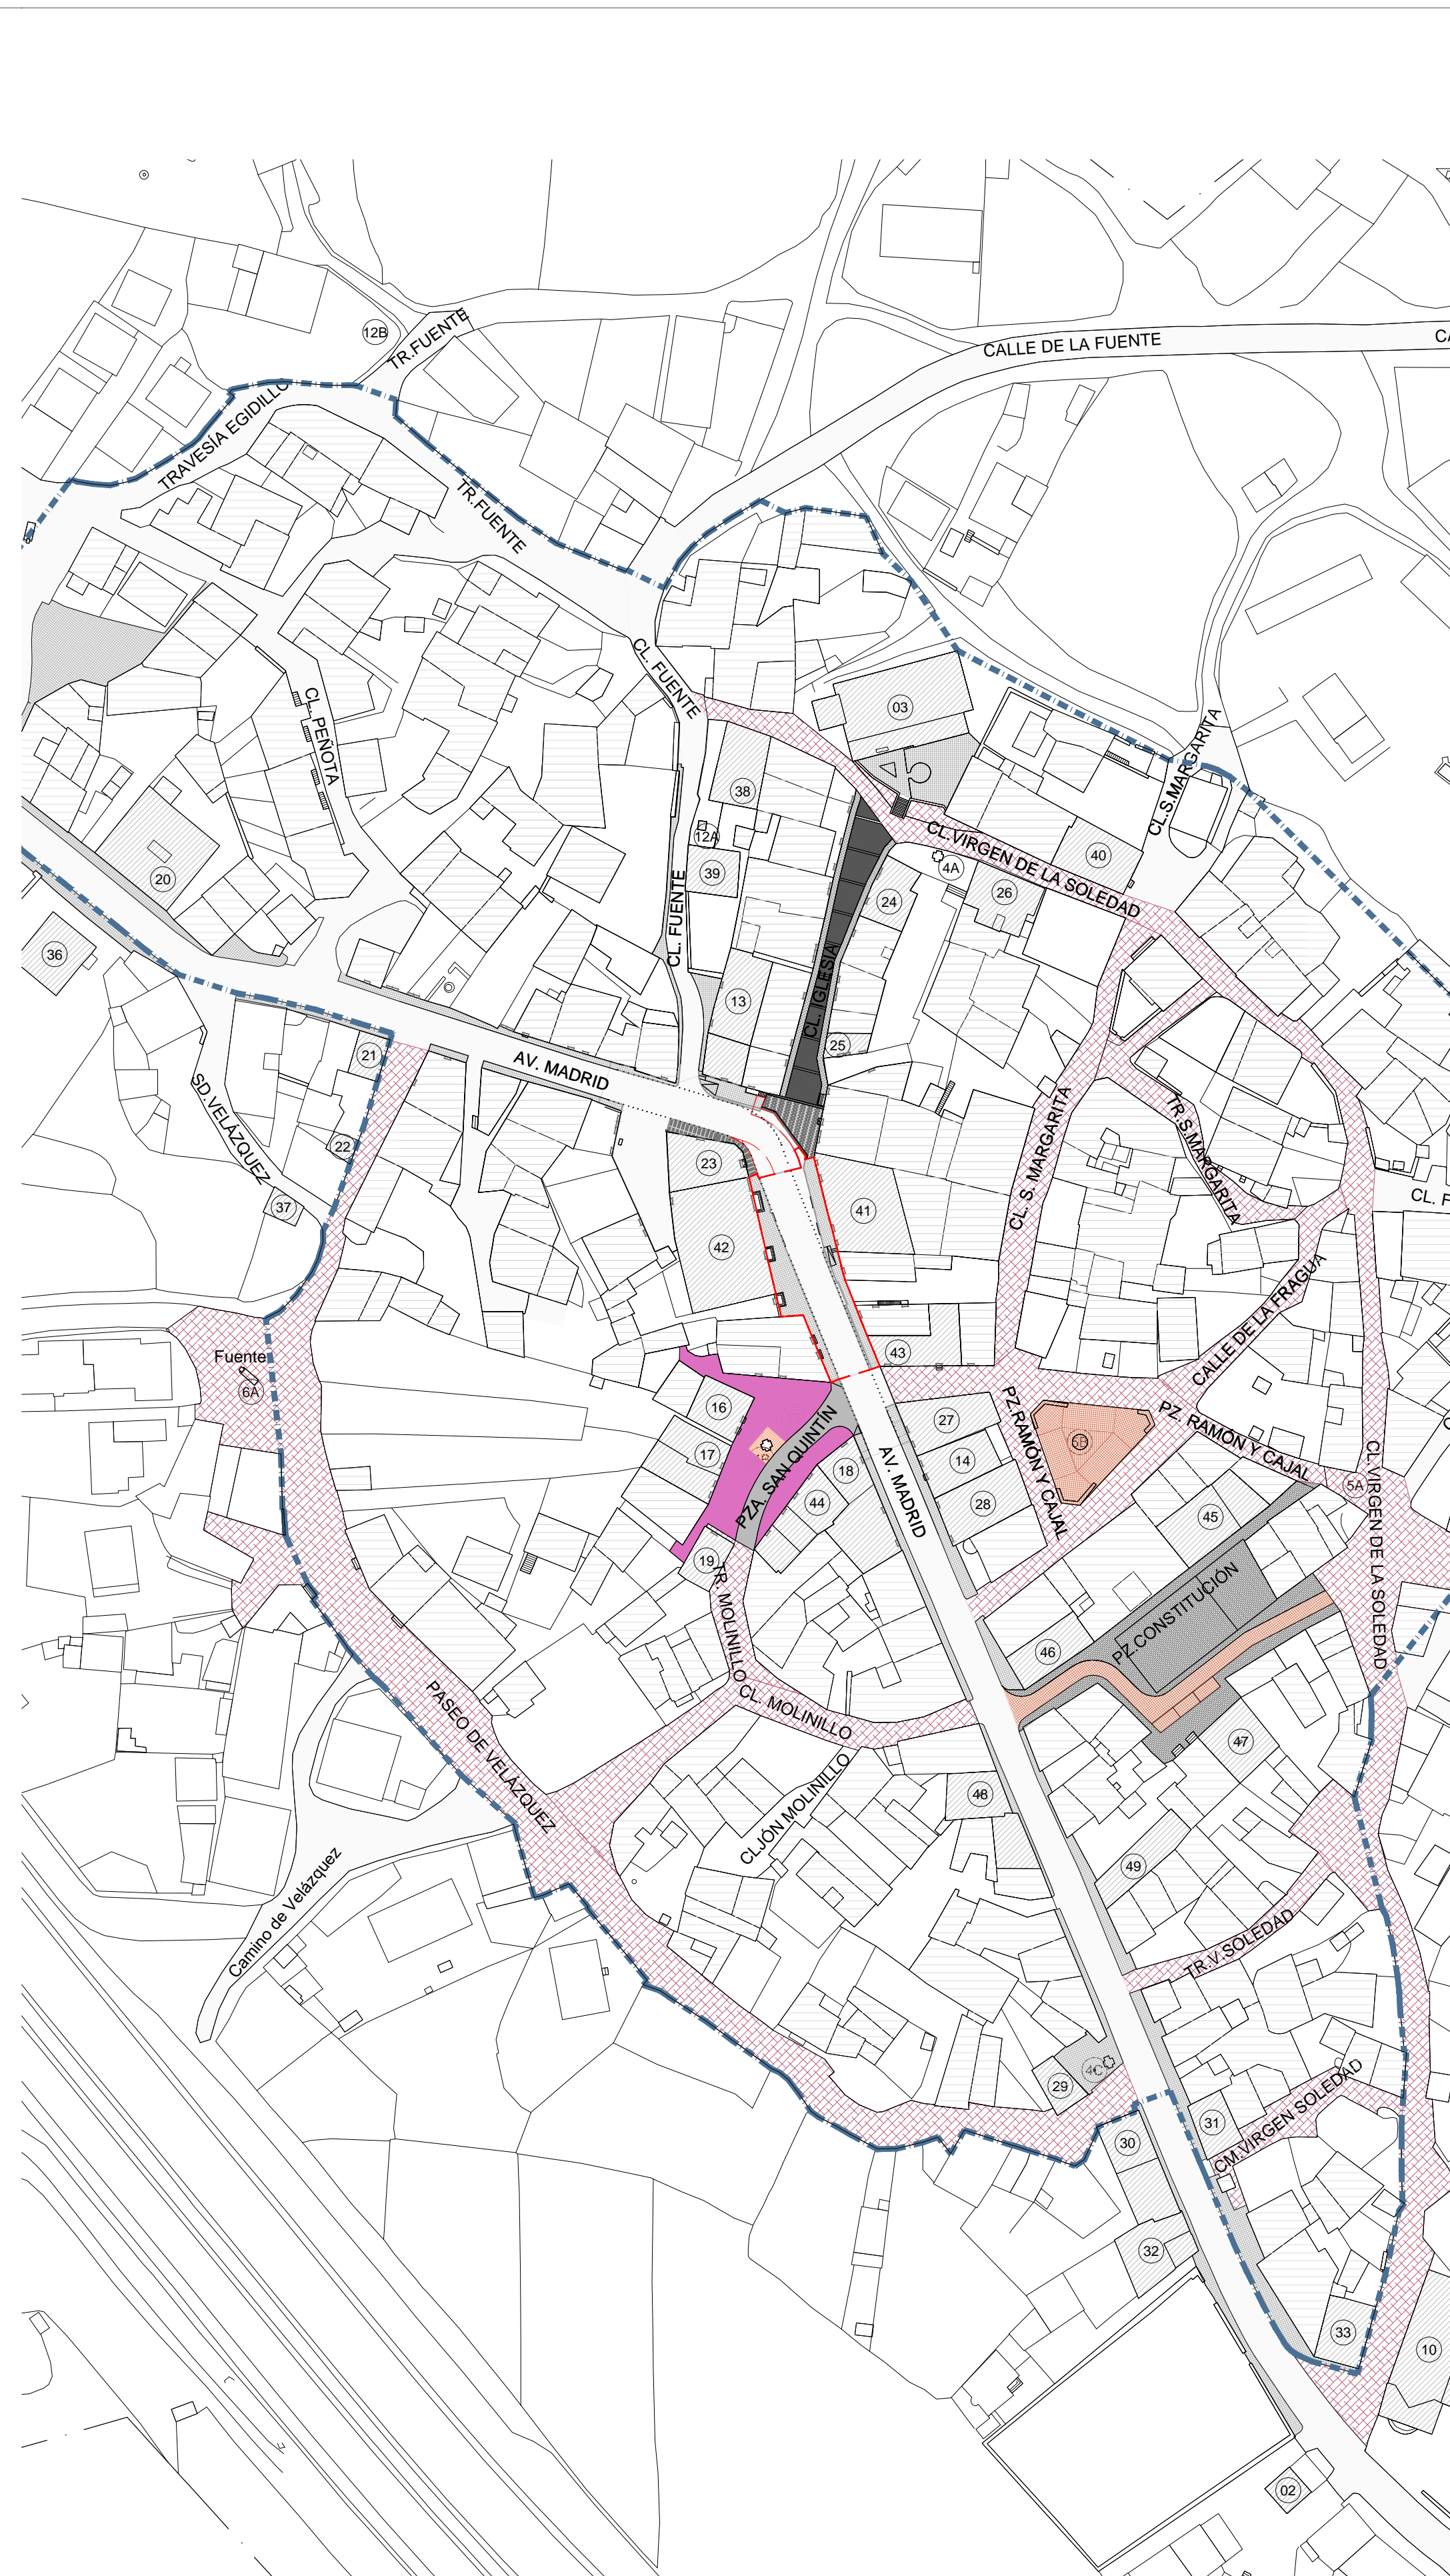 12B
TR.FUENTE
CALLE DE LA FUENTE
TRAVESÍA EGIDILLO
TR.FUENTE
CL. FUENTE
CL. PEÑOTA
03
CL.S.MARGARITA
38
12A
CL.VIRGEN DE LA SOLEDAD
40
4A
39
20
26
24
CL. FUENTE
36
CL. IGLESIA
13
25
21
AV. MADRID
SD.VELÁZQUEZ
22
CL. S. MARGARITA
TR.S.MARGARITA
23
37
41
42
CALLE DE LA FRAGUA
43
Fuente
6A
16
PZ.RAMÓN Y CAJAL
27
PZ. RAMÓN Y CAJAL
PZA. SAN QUINTÍN
17
14
AV. MADRID
18
5A
CL.VIRGEN DE LA SOLEDAD
44
28
45
19
TR. MOLINILLO
PZ.CONSTITUCIÓN
46
PASEO DE VELÁZQUEZ
CL. MOLINILLO
47
CLJÓN MOLINILLO
48
49
Camino de Velázquez
TR.V.SOLEDAD
4C
29
CM.VIRGEN SOLEDAD
31
30
32
33
10
02